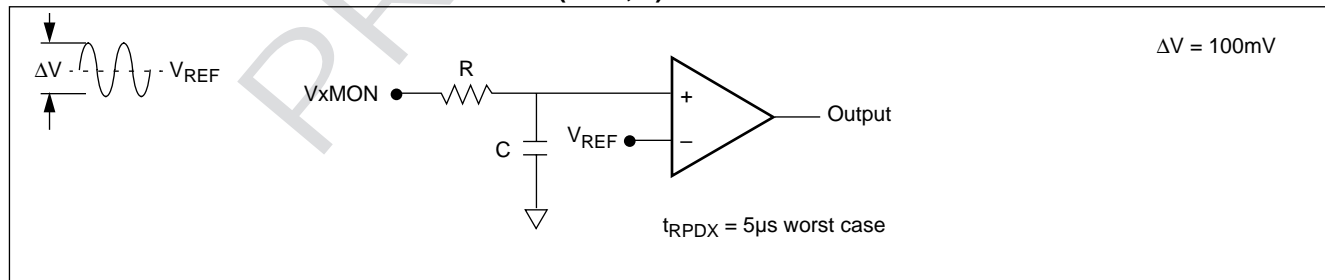 ΔV = 100mV
ΔV
V_REF
R
VxMON
+
Output
C
V_REF
–
t_RPDX = 5µs worst case